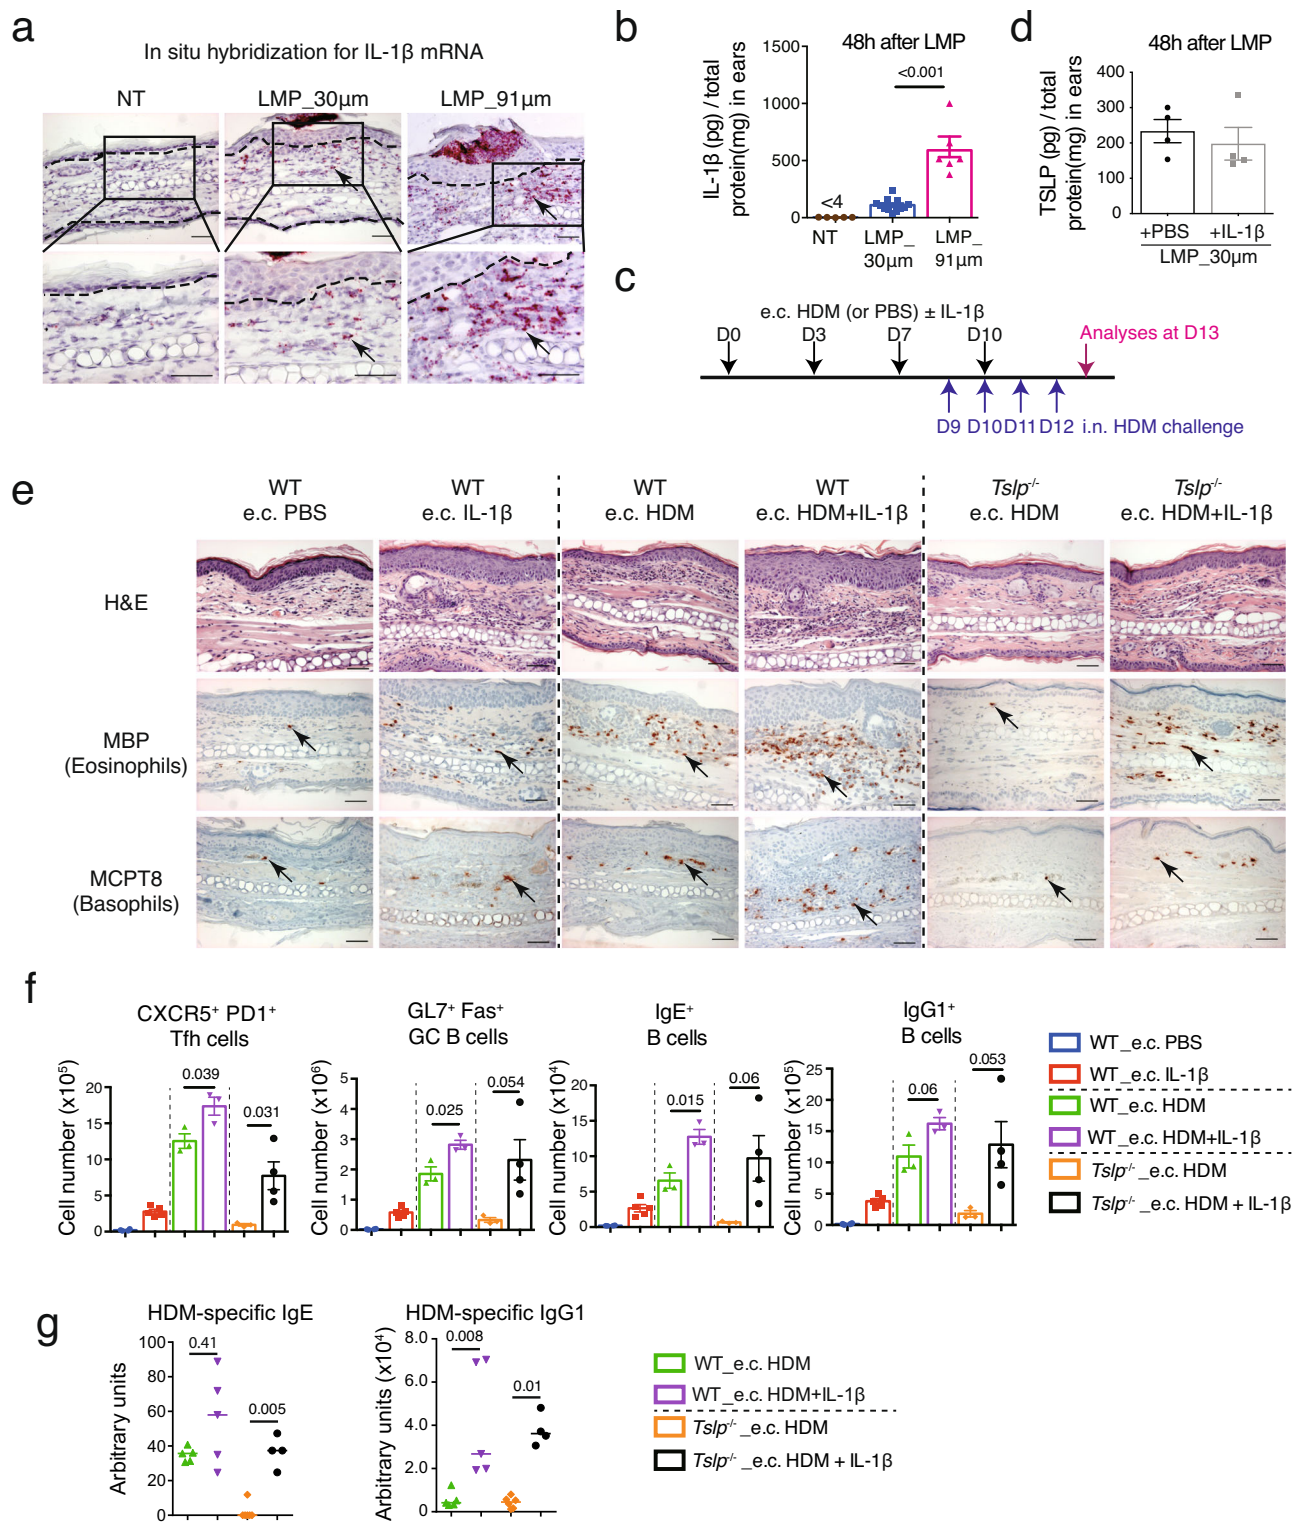 a
In situ hybridization for IL-1β mRNA
NT
LMP_30µm
LMP_91µm
b
48h after LMP
IL-1β (pg) / total
protein(mg) in ears
1500
1000
500
0
<0.001
<4
NT
LMP_
30µm
LMP_
91µm
d
48h after LMP
TSLP (pg) / total
protein(mg) in ears
400
300
200
100
0
+PBS
+IL-1β
LMP_30µm
c
e.c. HDM (or PBS) ± IL-1β
D0
D3
D7
D10
Analyses at D13
D9
D10
D11
D12
i.n. HDM challenge
e
WT
e.c. PBS
WT
e.c. IL-1β
WT
e.c. HDM
WT
e.c. HDM+IL-1β
Tslp-/-
e.c. HDM
Tslp-/-
e.c. HDM+IL-1β
H&E
MBP
(Eosinophils)
MCPT8
(Basophils)
f
CXCR5+ PD1+
Tfh cells
Cell number (x10⁵)
20
15
10
5
0
0.039
0.031
GL7+ Fas+
GC B cells
Cell number (x10⁶)
5
4
3
2
1
0
0.025
0.054
IgE+
B cells
Cell number (x10⁴)
20
15
10
5
0
0.015
0.06
IgG1+
B cells
Cell number (x10⁵)
25
20
15
10
5
0
0.06
0.053
WT_e.c. PBS
WT_e.c. IL-1β
WT_e.c. HDM
WT_e.c. HDM+IL-1β
Tslp-/-_e.c. HDM
Tslp-/-_e.c. HDM + IL-1β
g
HDM-specific IgE
Arbitrary units
100
80
60
40
20
0
0.41
0.005
HDM-specific IgG1
Arbitrary units (x10⁴)
8.0
6.0
4.0
2.0
0
0.008
0.01
WT_e.c. HDM
WT_e.c. HDM+IL-1β
Tslp-/-_e.c. HDM
Tslp-/-_e.c. HDM + IL-1β